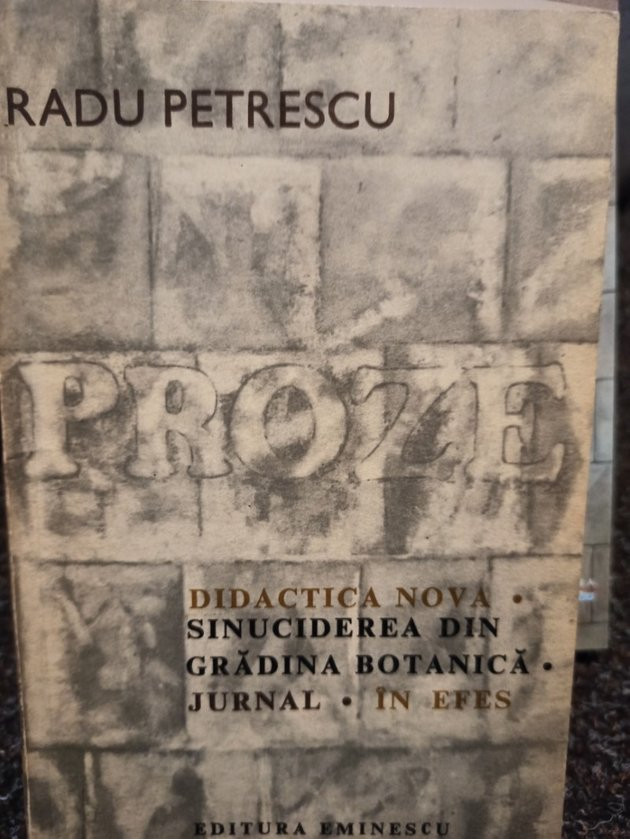 RADU PETRESCU
PROZE
DIDACTICA NOVA •
SINUCIDEREA DIN
GRĂDINA BOTANICĂ •
JURNAL • ÎN EFES
EDITURA EMINESCU